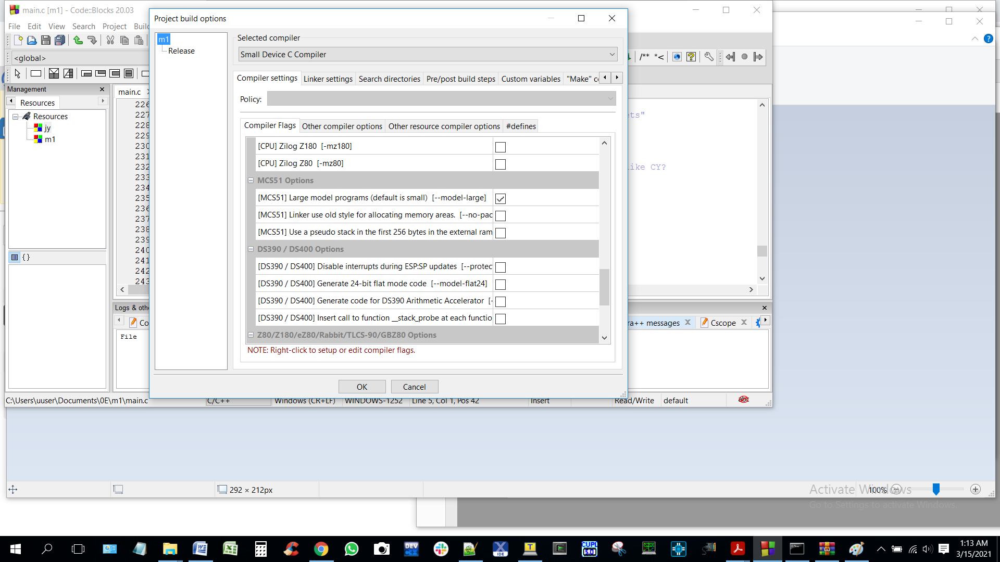 main.c [m1] - Code::Blocks 20.03
File Edit View Search Project Buil
<global>
/** *<
Management
Resources
Resources
jy
m1
{}
main.c
226
227
228
229
230
231
232
233
234
235
236
237
238
239
240
241
242
243
ets"
like CY?
Project build options
m1
Release
Selected compiler
Small Device C Compiler
Compiler settings Linker settings Search directories Pre/post build steps Custom variables "Make" c
Policy:
Compiler Flags Other compiler options Other resource compiler options #defines
[CPU] Zilog Z180 [-mz180]
[CPU] Zilog Z80 [-mz80]
MCS51 Options
[MCS51] Large model programs (default is small) [--model-large]
[MCS51] Linker use old style for allocating memory areas. [--no-pac
[MCS51] Use a pseudo stack in the first 256 bytes in the external ram
DS390 / DS400 Options
[DS390 / DS400] Disable interrupts during ESP:SP updates [--protec
[DS390 / DS400] Generate 24-bit flat mode code [--model-flat24]
[DS390 / DS400] Generate code for DS390 Arithmetic Accelerator [-
[DS390 / DS400] Insert call to function __stack_probe at each functio
Z80/Z180/eZ80/Rabbit/TLCS-90/GBZ80 Options
NOTE: Right-click to setup or edit compiler flags.
OK Cancel
Logs & othe
Co
ra++ messages
Cscope
File
C:\Users\uuser\Documents\0E\m1\main.c C/C++ Windows (CR+LF) WINDOWS-1252 Line 5, Col 1, Pos 42 Insert Read/Write default abc
292 × 212px
100%
Activate Windows
Go to Settings to activate Windows.
DEV
IDE
CUPL
5.0
1:13 AM
3/15/2021